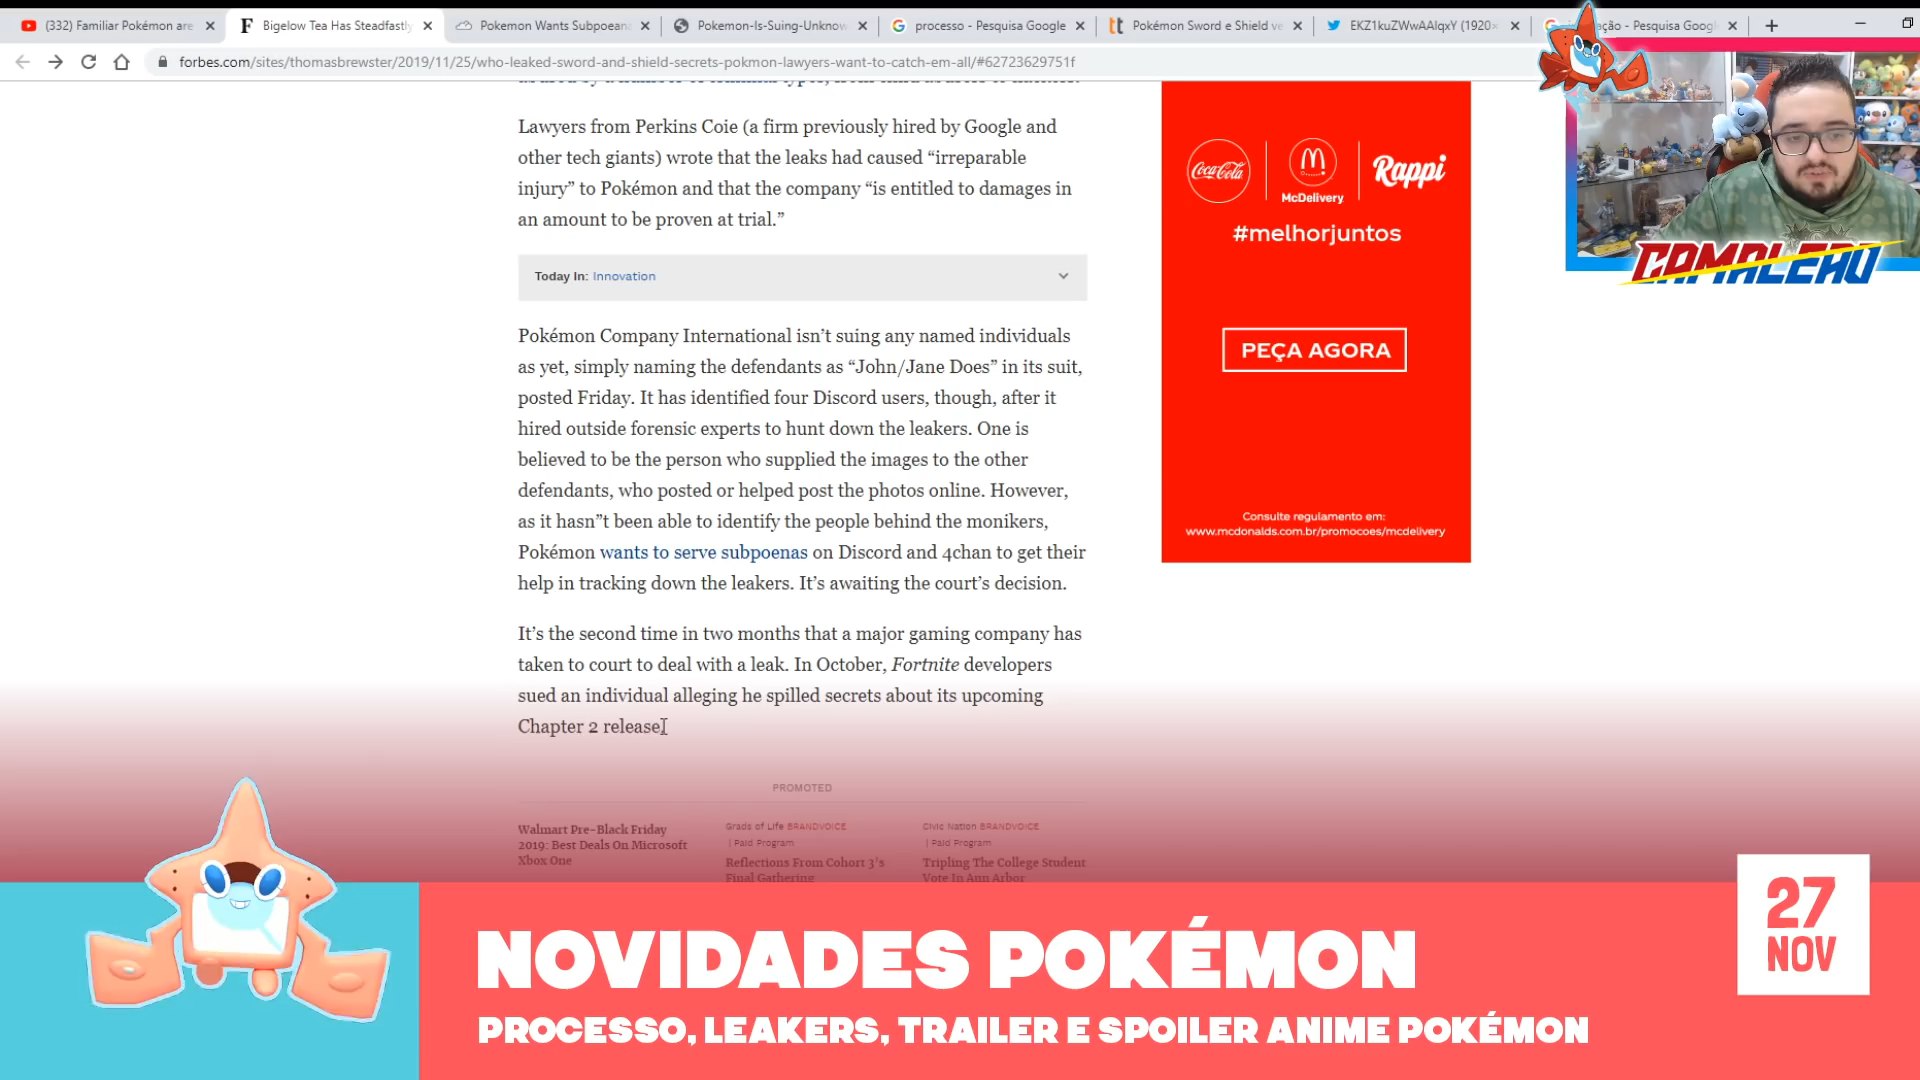 (332) Familiar Pokémon are
Bigelow Tea Has Steadfastly
Pokemon Wants Subpoena
Pokemon-Is-Suing-Unknow
processo - Pesquisa Google
Pokémon Sword e Shield ve
EKZ1kuZWwAAlqxY (1920×
ção - Pesquisa Googl
forbes.com/sites/thomasbrewster/2019/11/25/who-leaked-sword-and-shield-secrets-pokmon-lawyers-want-to-catch-em-all/#62723629751f
Lawyers from Perkins Coie (a firm previously hired by Google and
other tech giants) wrote that the leaks had caused “irreparable
injury” to Pokémon and that the company “is entitled to damages in
an amount to be proven at trial.”
Today In: Innovation
Pokémon Company International isn’t suing any named individuals
as yet, simply naming the defendants as “John/Jane Does” in its suit,
posted Friday. It has identified four Discord users, though, after it
hired outside forensic experts to hunt down the leakers. One is
believed to be the person who supplied the images to the other
defendants, who posted or helped post the photos online. However,
as it hasn”t been able to identify the people behind the monikers,
Pokémon wants to serve subpoenas on Discord and 4chan to get their
help in tracking down the leakers. It’s awaiting the court’s decision.
It’s the second time in two months that a major gaming company has
taken to court to deal with a leak. In October, Fortnite developers
sued an individual alleging he spilled secrets about its upcoming
Chapter 2 release.
PROMOTED
Walmart Pre-Black Friday
2019: Best Deals On Microsoft
Xbox One
Grads of Life BRANDVOICE
| Paid Program
Reflections From Cohort 3's
Final Gathering
Civic Nation BRANDVOICE
| Paid Program
Tripling The College Student
Vote In Ann Arbor
Coca-Cola
McDelivery
Rappi
#melhorjuntos
PEÇA AGORA
Consulte regulamento em:
www.mcdonalds.com.br/promocoes/mcdelivery
CAMALEAO
27
NOV
NOVIDADES POKÉMON
PROCESSO, LEAKERS, TRAILER E SPOILER ANIME POKÉMON